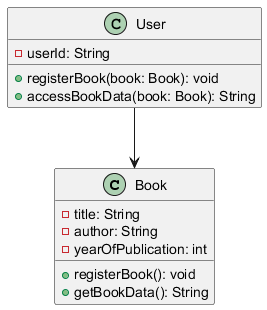 C User
userId: String
registerBook(book: Book): void
accessBookData(book: Book): String
C Book
title: String
author: String
yearOfPublication: int
registerBook(): void
getBookData(): String